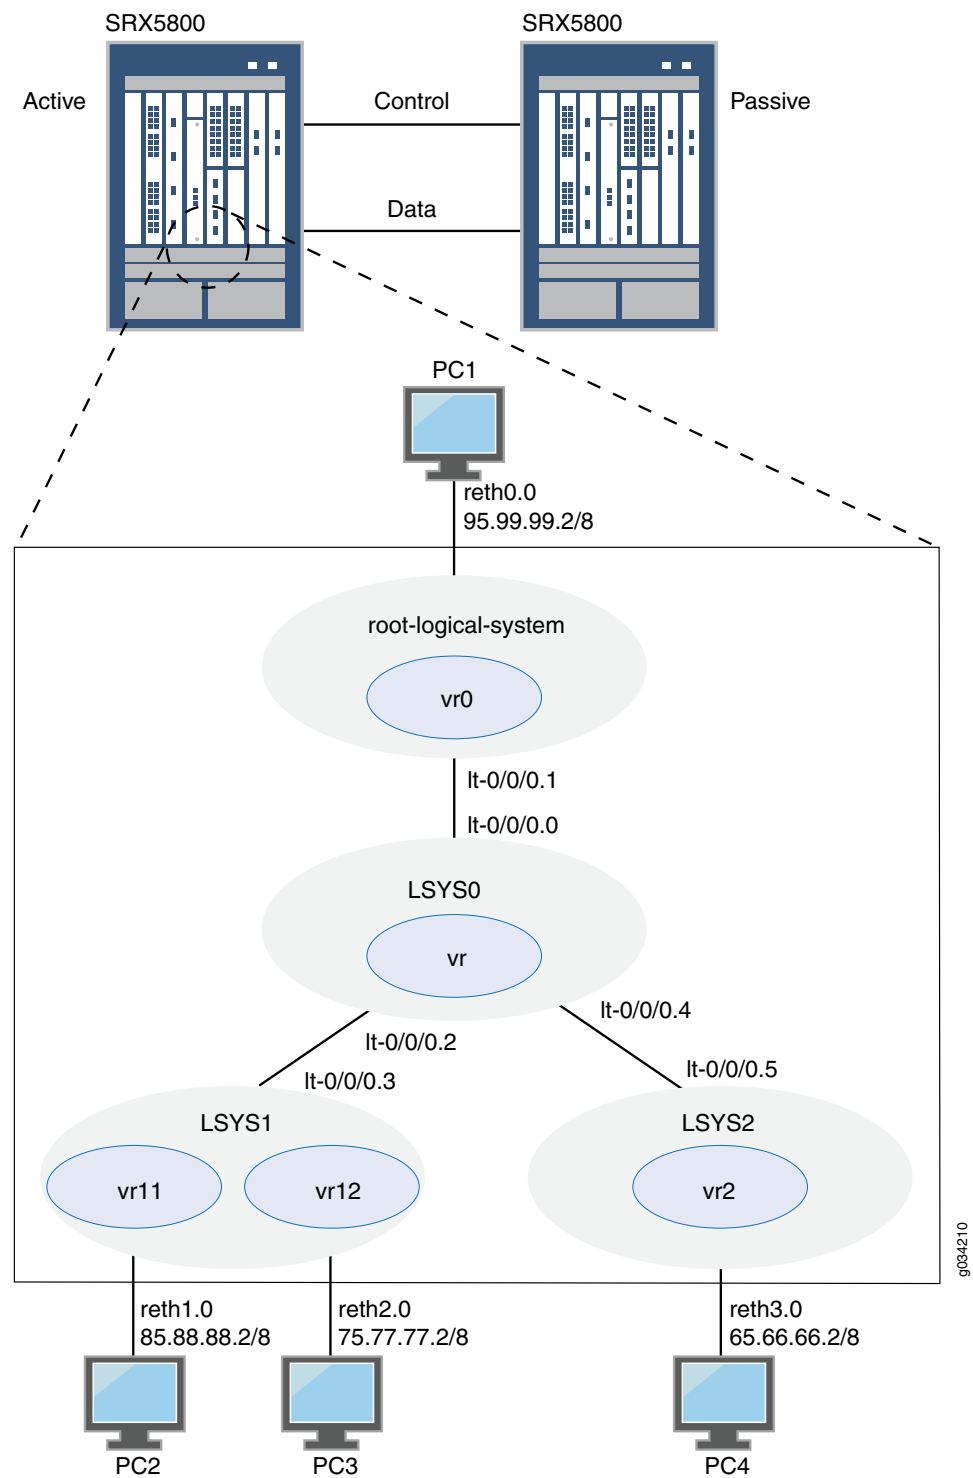 SRX5800
SRX5800
Active
Control
Passive
Data
PC1
reth0.0
95.99.99.2/8
root-logical-system
vr0
lt-0/0/0.1
lt-0/0/0.0
LSYS0
vr
lt-0/0/0.4
lt-0/0/0.2
lt-0/0/0.5
lt-0/0/0.3
LSYS1
LSYS2
vr11
vr12
vr2
g034210
reth1.0
85.88.88.2/8
reth2.0
75.77.77.2/8
reth3.0
65.66.66.2/8
PC2
PC3
PC4